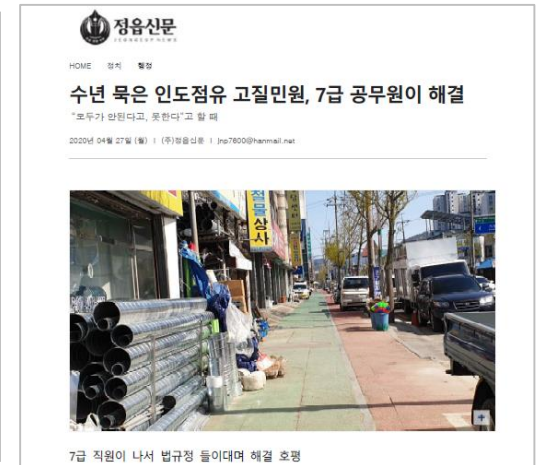 정읍신문
JEONGEUP NEWS
HOME 정치 행정
수년 묵은 인도점유 고질민원, 7급 공무원이 해결
"모두가 안된다고, 못한다"고 할 때
2020년 04월 27일 (월) | (주)정읍신문 | jnp7600@hanmail.net
철물상사
7급 직원이 나서 법규정 들이대며 해결 호평